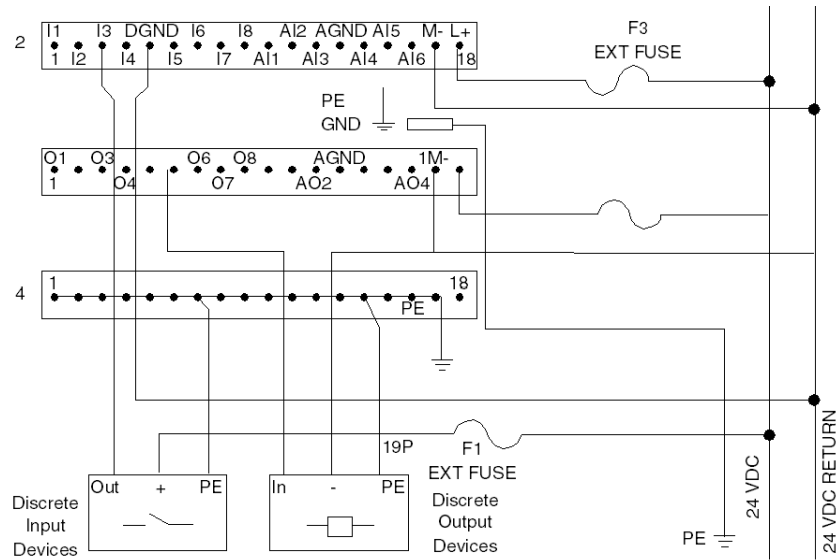 I1 I3 DGND I6 I8 AI2 AGND AI5 M- L+
2
1 I2 I4 I5 I7 AI1 AI3 AI4 AI6 18
F3
EXT FUSE
PE
GND
O1 O3 O6 O8 AGND 1M-
1 O4 O7 AO2 AO4
1 18
4
PE
19P
F1
EXT FUSE
Out + PE
In - PE
Discrete
Input
Devices
Discrete
Output
Devices
PE
24 VDC
24 VDC RETURN